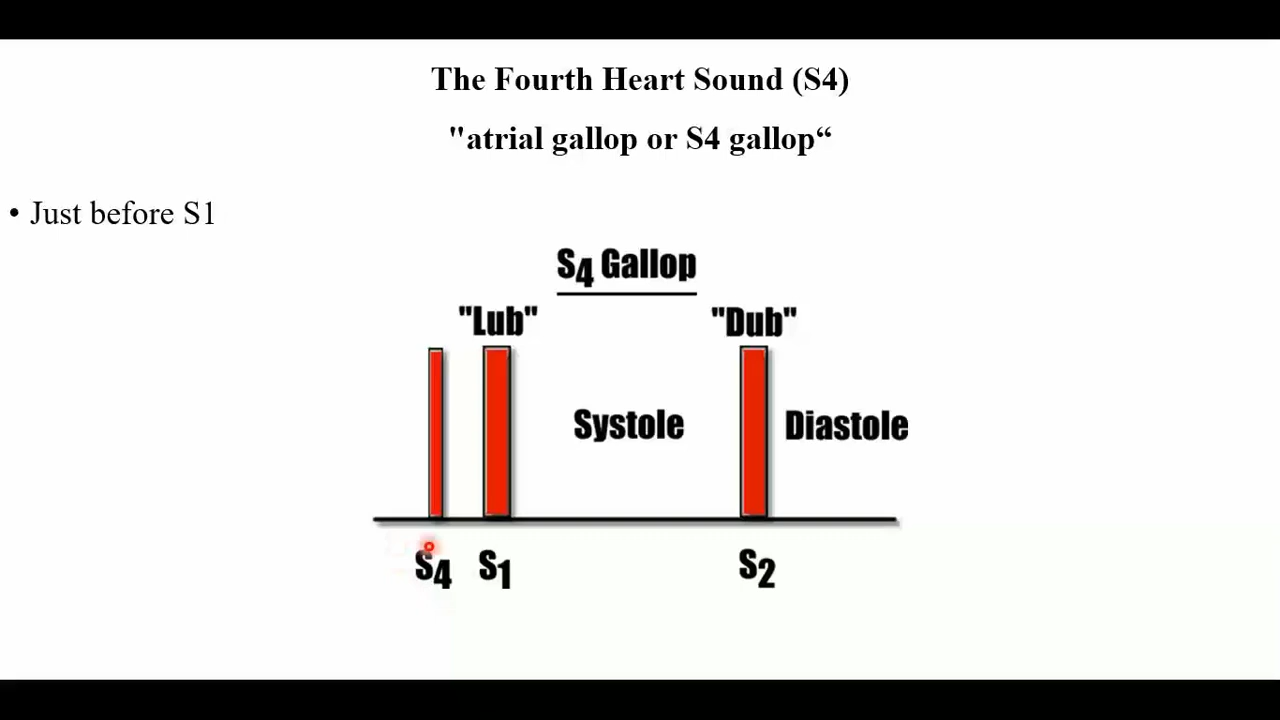 The Fourth Heart Sound (S4)
"atrial gallop or S4 gallop“
• Just before S1
S4 Gallop
"Lub" "Dub"
Systole Diastole
S4 S1 S2